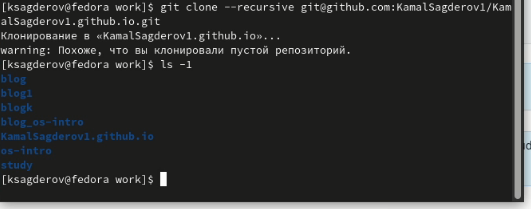 [ksagderov@fedora work]$ git clone --recursive git@github.com:KamalSagderov1/Kam
alSagderov1.github.io.git
Клонирование в «KamalSagderov1.github.io»...
warning: Похоже, что вы клонировали пустой репозиторий.
[ksagderov@fedora work]$ ls -1
blog
blog1
blogk
blog_os-intro
KamalSagderov1.github.io
os-intro
study
[ksagderov@fedora work]$